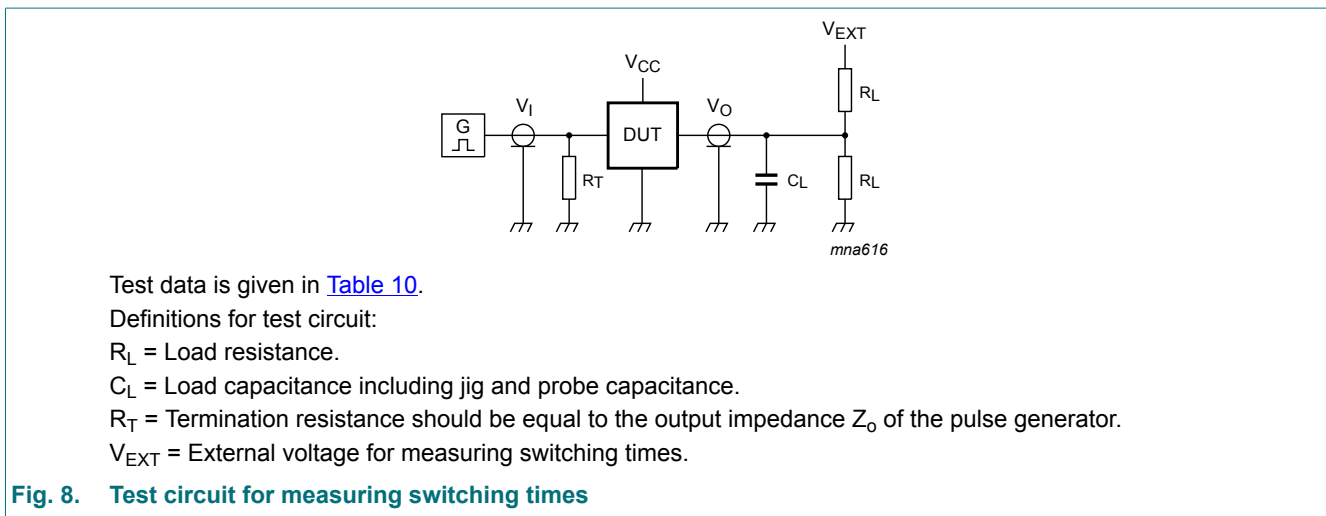 VEXT
VCC
RL
VI
VO
G
DUT
RT
CL
RL
mna616
Test data is given in Table 10.
Definitions for test circuit:
RL = Load resistance.
CL = Load capacitance including jig and probe capacitance.
RT = Termination resistance should be equal to the output impedance Zo of the pulse generator.
VEXT = External voltage for measuring switching times.
Fig. 8. Test circuit for measuring switching times